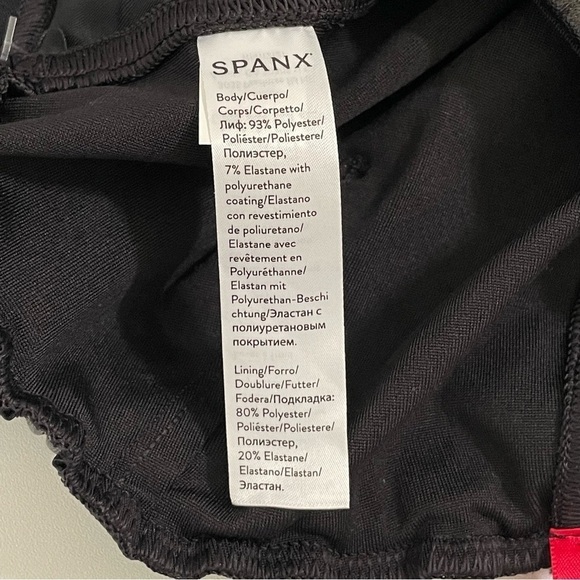 SPANX
Body/Cuerpo/
Corps/Corpetto/
Лиф: 93% Polyester/
Poliéster/Poliestere/
Полиэстер,
7% Elastane with
polyurethane
coating/Elastano
con revestimiento
de poliuretano/
Elastane avec
revêtement en
Polyuréthanne/
Elastan mit
Polyurethan-Beschi
chtung/Эластан с
полиуретановым
покрытием.
Lining/Forro/
Doublure/Futter/
Fodera/Подкладка:
80% Polyester/
Poliéster/Poliestere/
Полиэстер,
20% Elastane/
Elastano/Elastan/
Эластан.